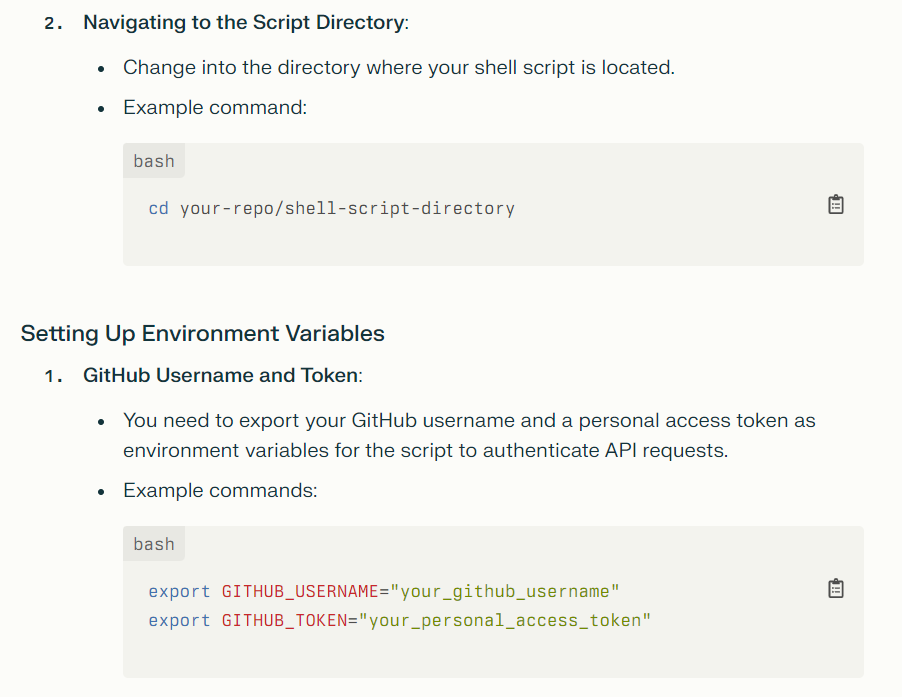 2. Navigating to the Script Directory:
• Change into the directory where your shell script is located.
• Example command:
bash
cd your-repo/shell-script-directory
Setting Up Environment Variables
1. GitHub Username and Token:
• You need to export your GitHub username and a personal access token as
environment variables for the script to authenticate API requests.
• Example commands:
bash
export GITHUB_USERNAME="your_github_username"
export GITHUB_TOKEN="your_personal_access_token"